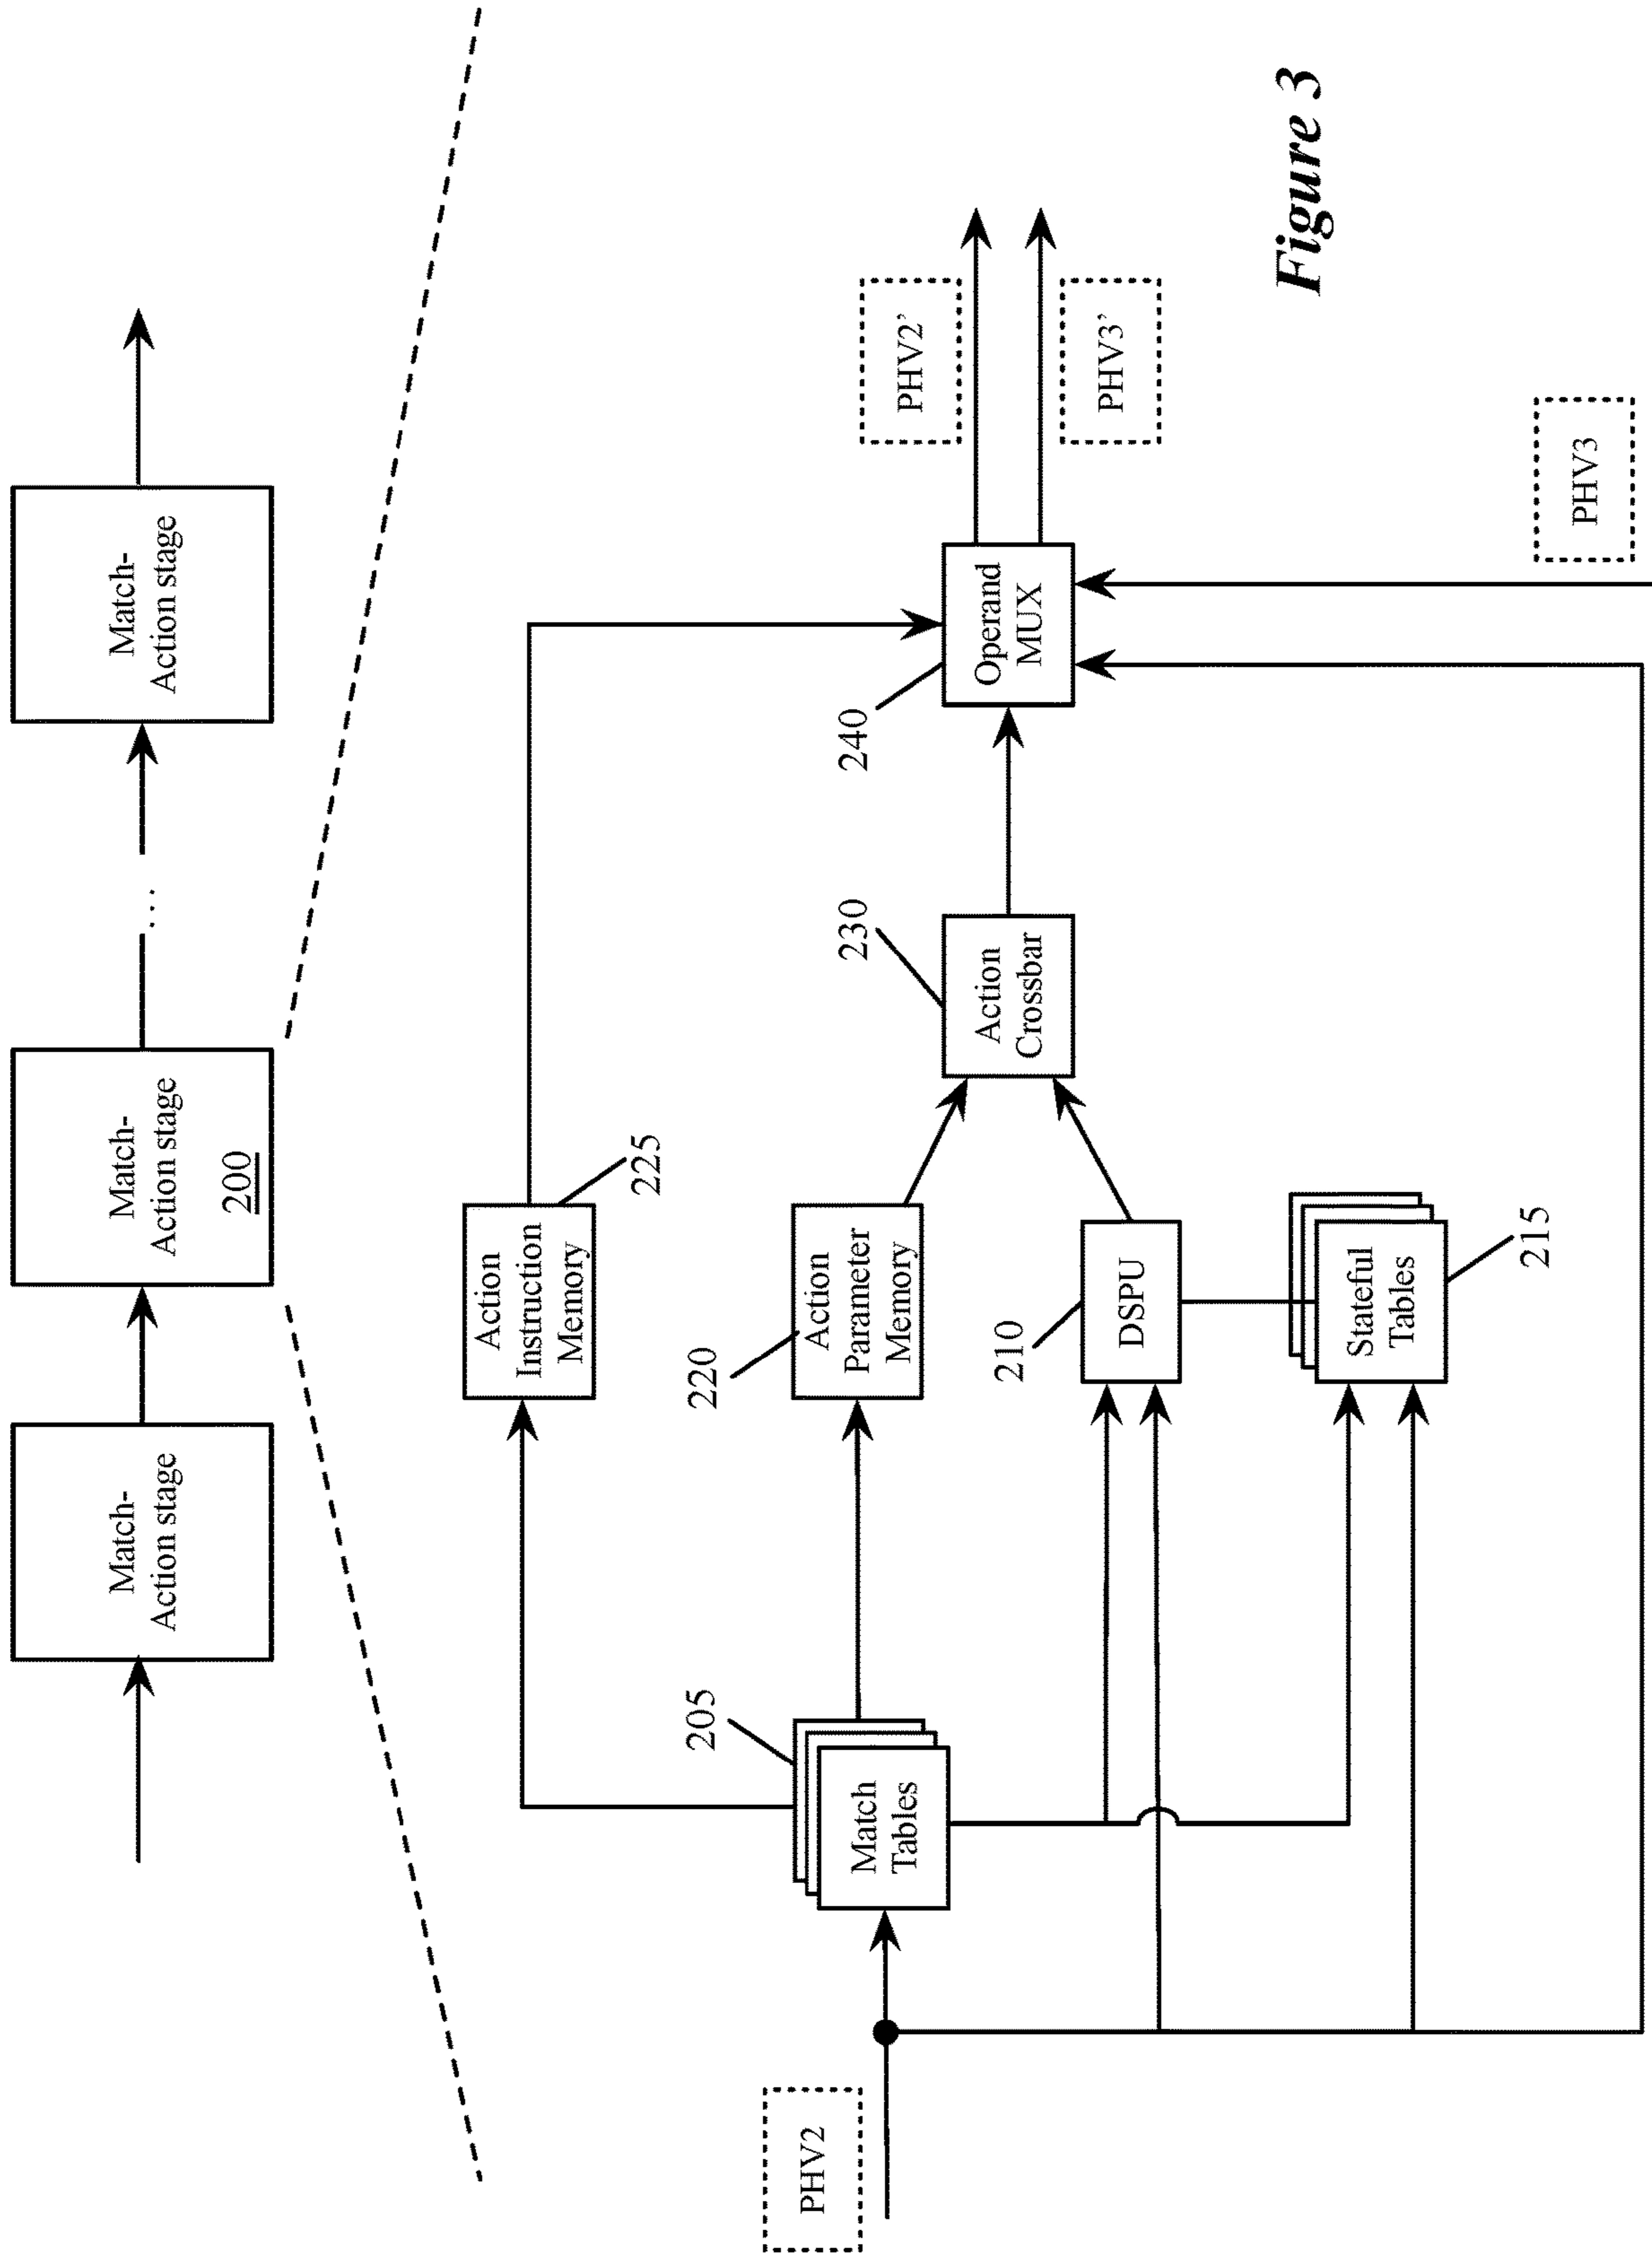 Match-
Action stage
Match-
Action stage
200
...
Match-
Action stage
Action
Instruction
Memory
225
PHV2
205
Match
Tables
220
Action
Parameter
Memory
210
DSPU
Stateful
Tables
215
230
Action
Crossbar
240
Operand
MUX
PHV2'
PHV3'
PHV3
Figure 3